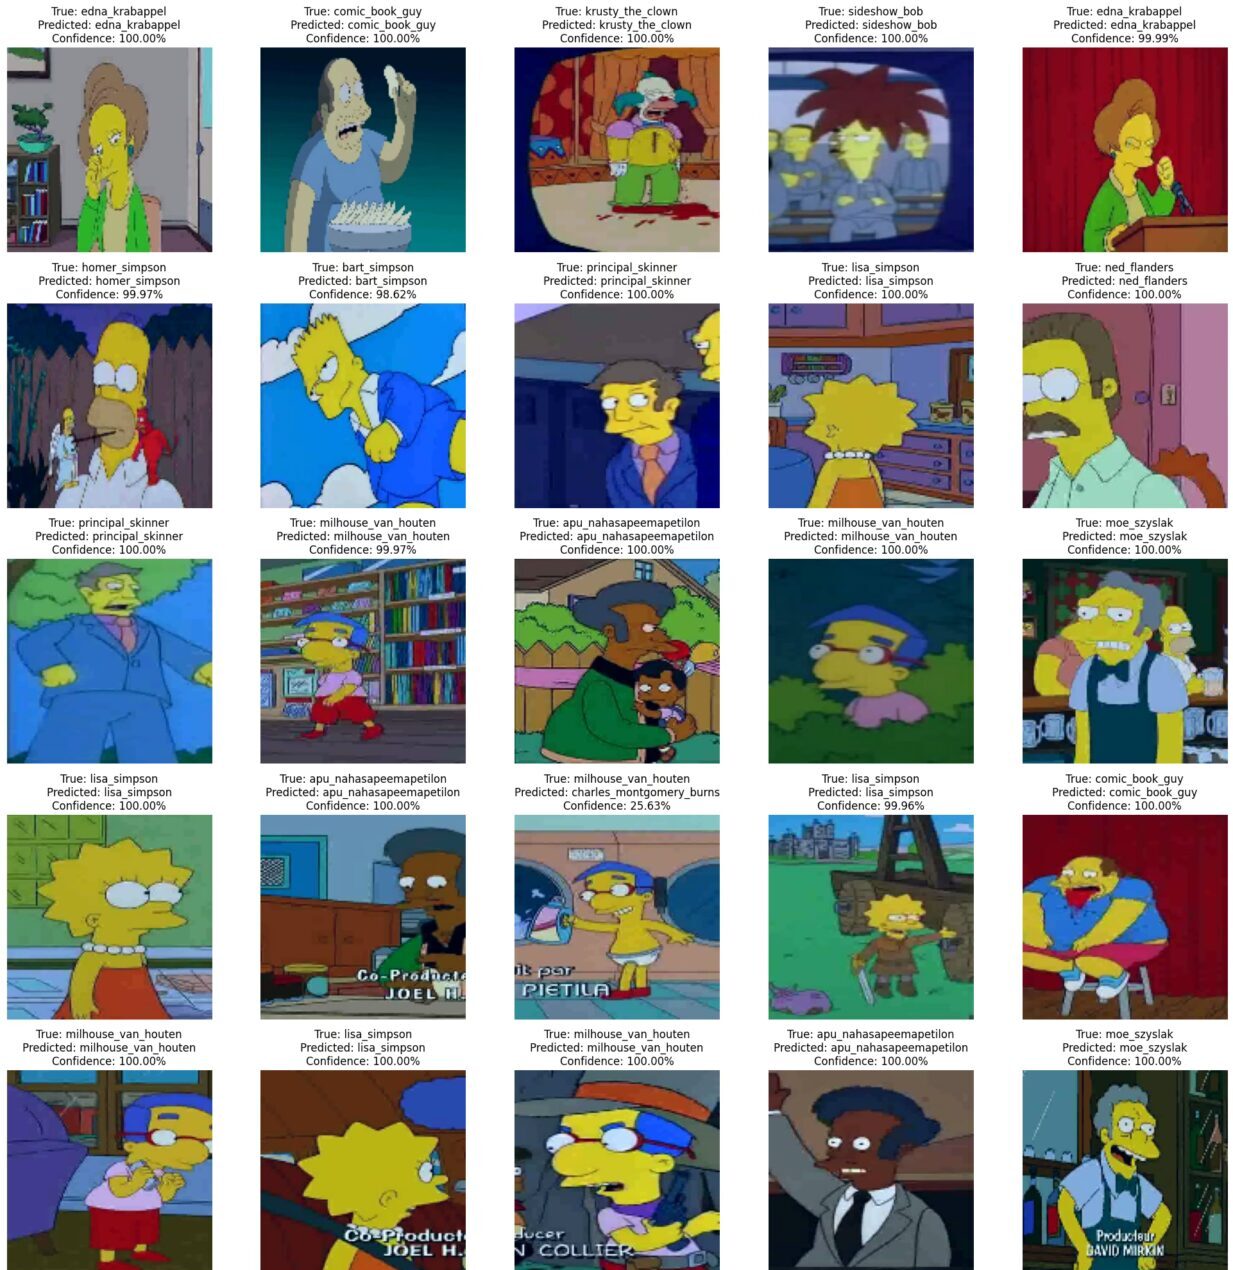 True: edna_krabappel
Predicted: edna_krabappel
Confidence: 100.00%
True: comic_book_guy
Predicted: comic_book_guy
Confidence: 100.00%
True: krusty_the_clown
Predicted: krusty_the_clown
Confidence: 100.00%
True: sideshow_bob
Predicted: sideshow_bob
Confidence: 100.00%
True: edna_krabappel
Predicted: edna_krabappel
Confidence: 99.99%
True: homer_simpson
Predicted: homer_simpson
Confidence: 99.97%
True: bart_simpson
Predicted: bart_simpson
Confidence: 98.62%
True: principal_skinner
Predicted: principal_skinner
Confidence: 100.00%
True: lisa_simpson
Predicted: lisa_simpson
Confidence: 100.00%
True: ned_flanders
Predicted: ned_flanders
Confidence: 100.00%
True: principal_skinner
Predicted: principal_skinner
Confidence: 100.00%
True: milhouse_van_houten
Predicted: milhouse_van_houten
Confidence: 99.97%
True: apu_nahasapeemapetilon
Predicted: apu_nahasapeemapetilon
Confidence: 100.00%
True: milhouse_van_houten
Predicted: milhouse_van_houten
Confidence: 100.00%
True: moe_szyslak
Predicted: moe_szyslak
Confidence: 100.00%
True: lisa_simpson
Predicted: lisa_simpson
Confidence: 100.00%
True: apu_nahasapeemapetilon
Predicted: apu_nahasapeemapetilon
Confidence: 100.00%
Co-Producte
JOEL H.
True: milhouse_van_houten
Predicted: charles_montgomery_burns
Confidence: 25.63%
it par
PIETILA
True: lisa_simpson
Predicted: lisa_simpson
Confidence: 99.96%
True: comic_book_guy
Predicted: comic_book_guy
Confidence: 100.00%
True: milhouse_van_houten
Predicted: milhouse_van_houten
Confidence: 100.00%
True: lisa_simpson
Predicted: lisa_simpson
Confidence: 100.00%
Co-Product
JOEL H.
True: milhouse_van_houten
Predicted: milhouse_van_houten
Confidence: 100.00%
ducer
N COLLIER
True: apu_nahasapeemapetilon
Predicted: apu_nahasapeemapetilon
Confidence: 100.00%
True: moe_szyslak
Predicted: moe_szyslak
Confidence: 100.00%
Producteur
DAVID MIRKIN